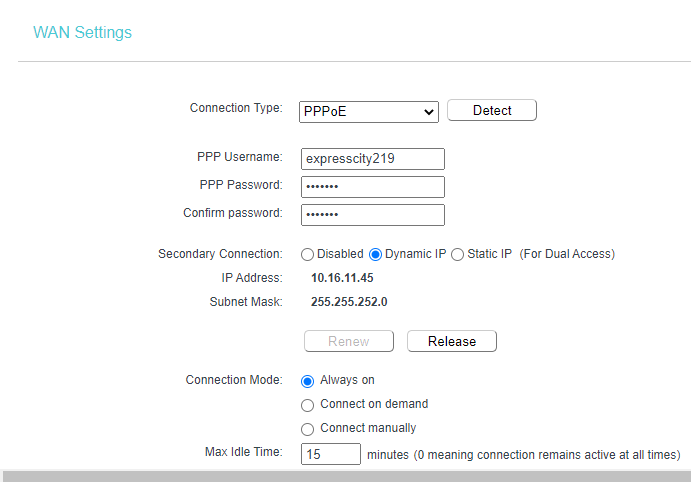 WAN Settings
Connection Type: PPPoE Detect
PPP Username: expresscity219
PPP Password: •••••••
Confirm password: •••••••
Secondary Connection: Disabled Dynamic IP Static IP (For Dual Access)
IP Address: 10.16.11.45
Subnet Mask: 255.255.252.0
Renew Release
Connection Mode: Always on
Connect on demand
Connect manually
Max Idle Time: 15 minutes (0 meaning connection remains active at all times)